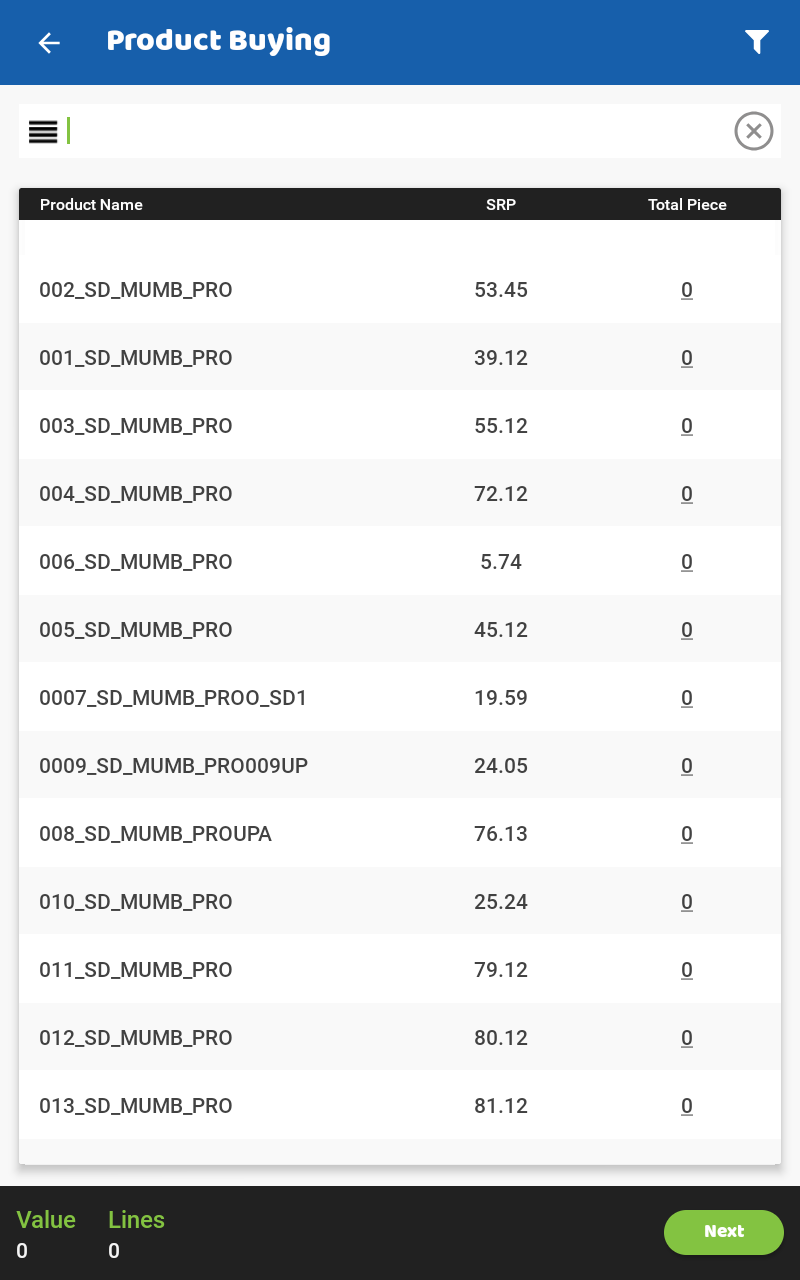 Product Buying
Product Name SRP Total Piece
002_SD_MUMB_PRO 53.45 0
001_SD_MUMB_PRO 39.12 0
003_SD_MUMB_PRO 55.12 0
004_SD_MUMB_PRO 72.12 0
006_SD_MUMB_PRO 5.74 0
005_SD_MUMB_PRO 45.12 0
0007_SD_MUMB_PROO_SD1 19.59 0
0009_SD_MUMB_PRO009UP 24.05 0
008_SD_MUMB_PROUPA 76.13 0
010_SD_MUMB_PRO 25.24 0
011_SD_MUMB_PRO 79.12 0
012_SD_MUMB_PRO 80.12 0
013_SD_MUMB_PRO 81.12 0
Value Lines
0 0
Next